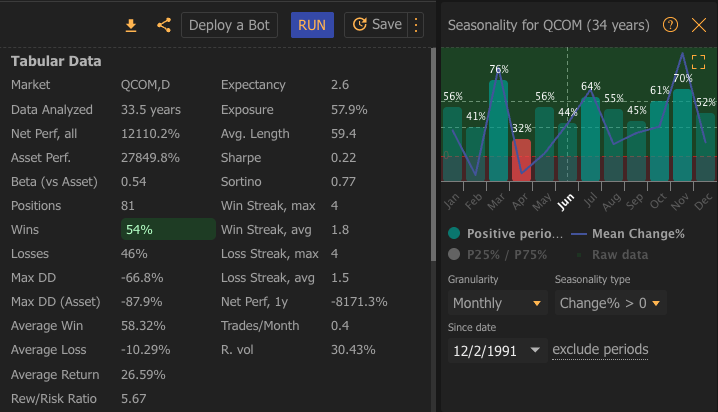 Deploy a Bot
RUN
Save
Tabular Data
Market QCOM,D Expectancy 2.6
Data Analyzed 33.5 years Exposure 57.9%
Net Perf, all 12110.2% Avg. Length 59.4
Asset Perf. 27849.8% Sharpe 0.22
Beta (vs Asset) 0.54 Sortino 0.77
Positions 81 Win Streak, max 4
Wins 54% Win Streak, avg 1.8
Losses 46% Loss Streak, max 4
Max DD -66.8% Loss Streak, avg 1.5
Max DD (Asset) -87.9% Net Perf, 1y -8171.3%
Average Win 58.32% Trades/Month 0.4
Average Loss -10.29% R. vol 30.43%
Average Return 26.59%
Rew/Risk Ratio 5.67
Seasonality for QCOM (34 years)
56% 41% 76% 32% 56% 44% 64% 55% 45% 61% 70% 52%
0
Jan Feb Mar Apr May Jun Jul Aug Sep Oct Nov Dec
Positive perio... Mean Change%
P25% / P75% Raw data
Granularity Seasonality type
Monthly Change% > 0
Since date
12/2/1991 exclude periods